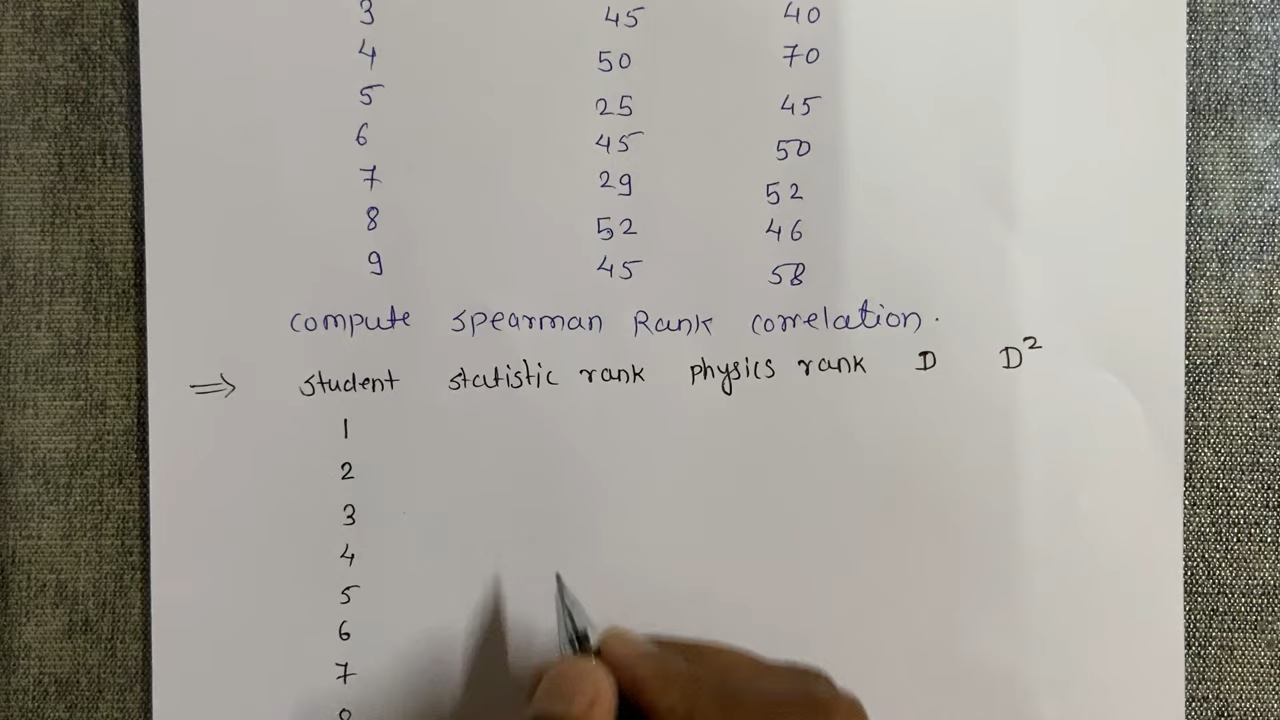 3 45 40
4 50 70
5 25 45
6 45 50
7 29 52
8 52 46
9 45 58
compute spearman Rank correlation.
⇒ student statistic rank physics rank D D²
1
2
3
4
5
6
7